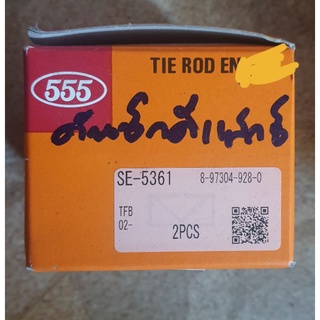 TIE ROD EN
555
SE-5361 8-97304-928-0
TFB
02-
2PCS